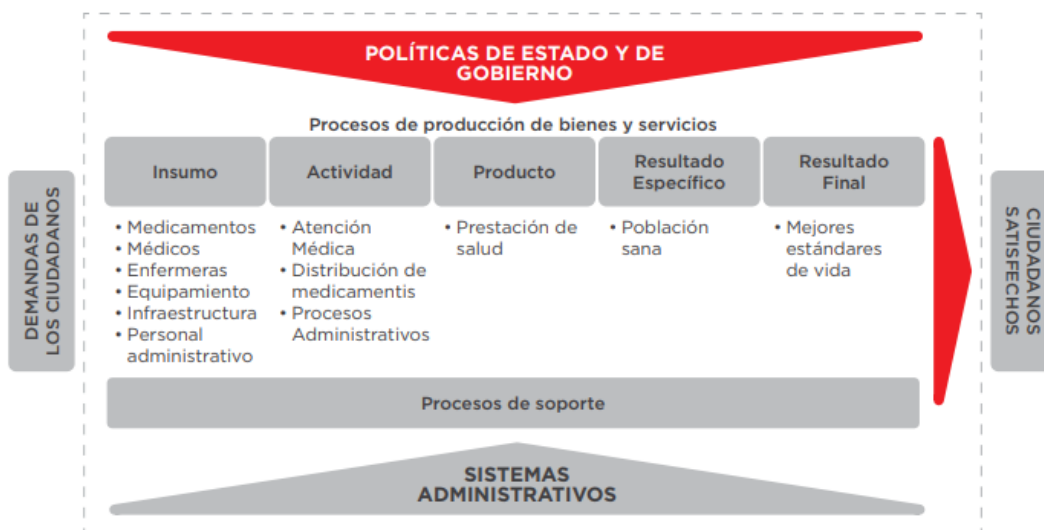 POLÍTICAS DE ESTADO Y DE
GOBIERNO
Procesos de producción de bienes y servicios
DEMANDAS DE
LOS CIUDADANOS
Insumo
• Medicamentos
• Médicos
• Enfermeras
• Equipamiento
• Infraestructura
• Personal
administrativo
Actividad
• Atención
Médica
• Distribución de
medicamentis
• Procesos
Administrativos
Producto
• Prestación de
salud
Resultado
Específico
• Población
sana
Resultado
Final
• Mejores
estándares
de vida
CIUDADANOS
SATISFECHOS
Procesos de soporte
SISTEMAS
ADMINISTRATIVOS